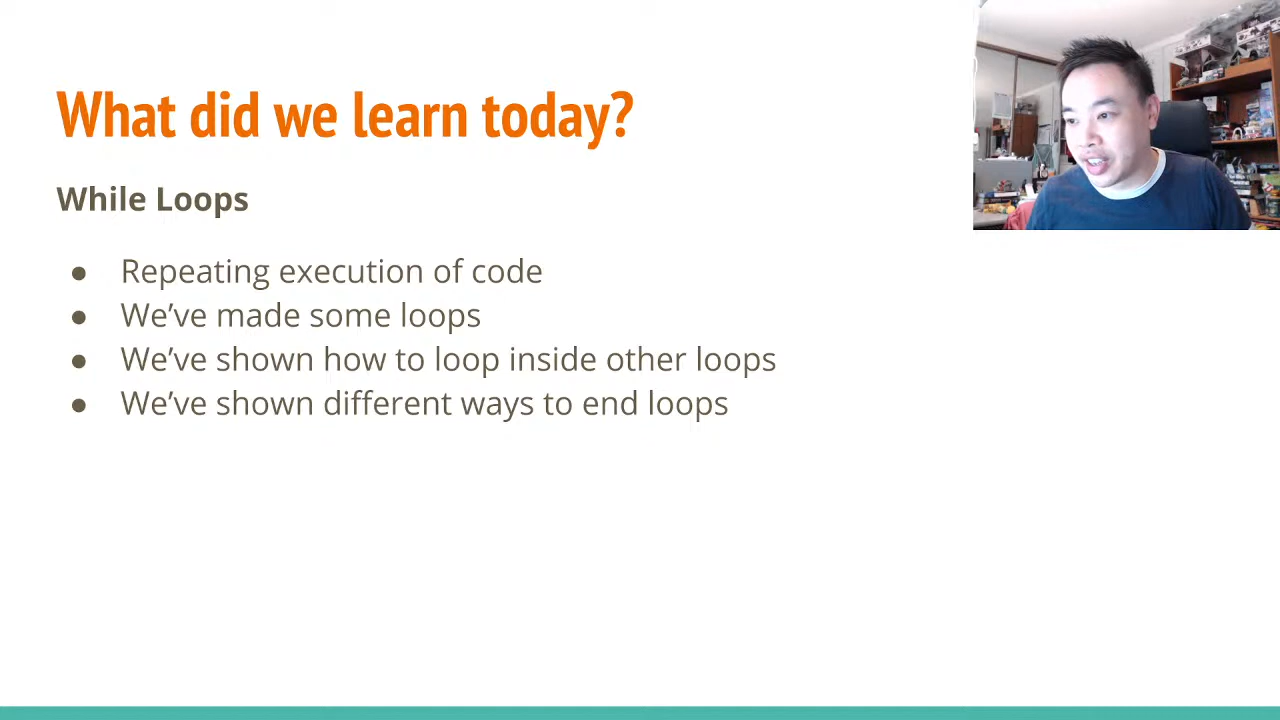 What did we learn today?
While Loops
● Repeating execution of code
● We’ve made some loops
● We’ve shown how to loop inside other loops
● We’ve shown different ways to end loops